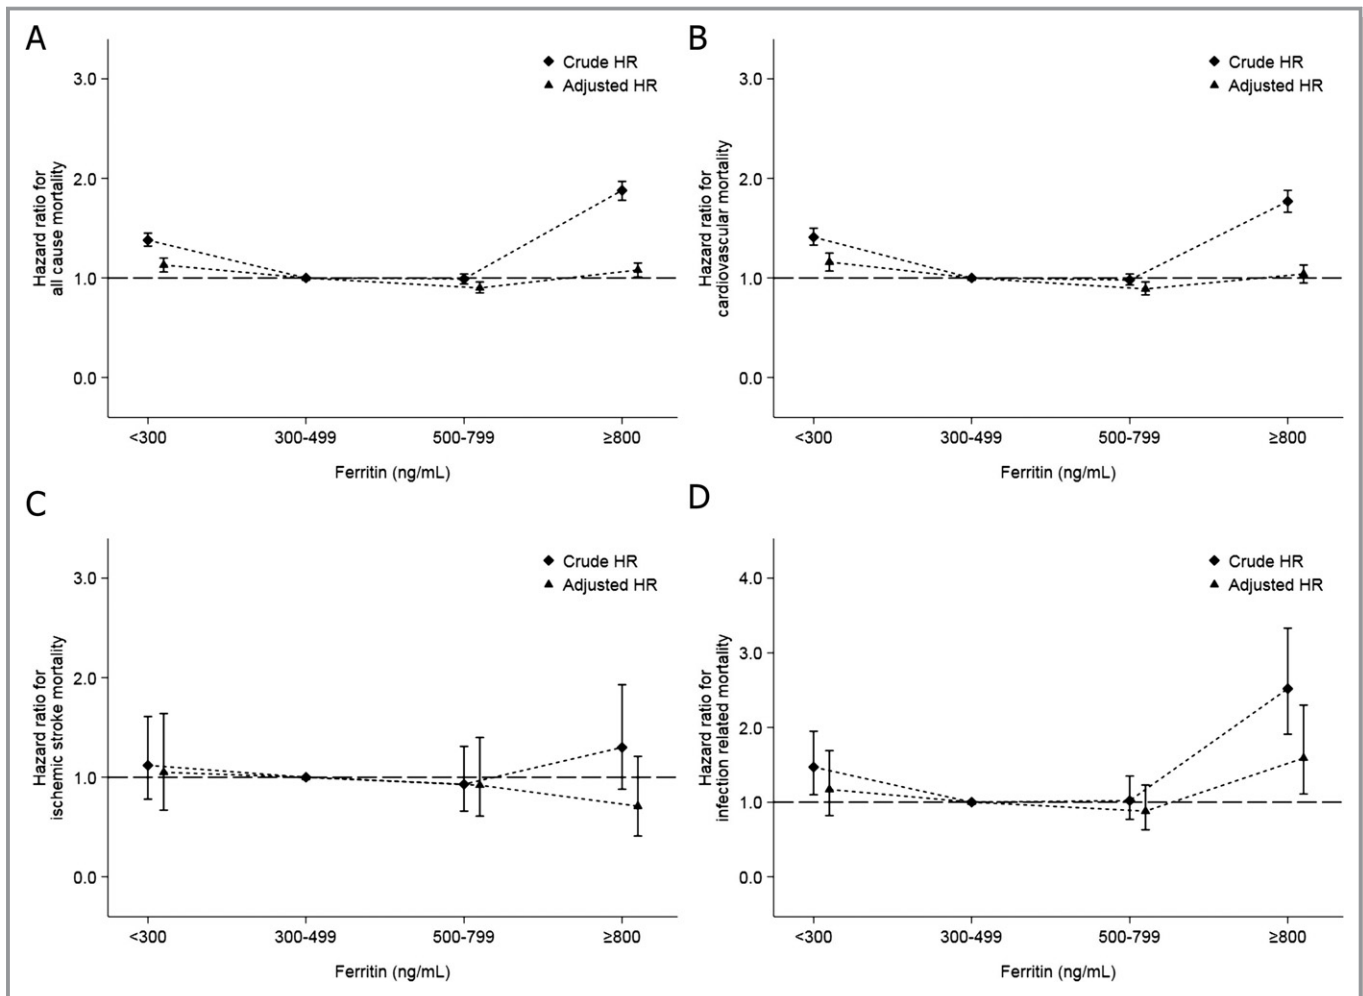 A
Crude HR
Adjusted HR
3.0
2.0
1.0
0.0
Hazard ratio for
all cause mortality
<300
300-499
500-799
≥800
Ferritin (ng/mL)
B
Crude HR
Adjusted HR
3.0
2.0
1.0
0.0
Hazard ratio for
cardiovascular mortality
<300
300-499
500-799
≥800
Ferritin (ng/mL)
C
Crude HR
Adjusted HR
3.0
2.0
1.0
0.0
Hazard ratio for
ischemic stroke mortality
<300
300-499
500-799
≥800
Ferritin (ng/mL)
D
Crude HR
Adjusted HR
4.0
3.0
2.0
1.0
0.0
Hazard ratio for
infection related mortality
<300
300-499
500-799
≥800
Ferritin (ng/mL)